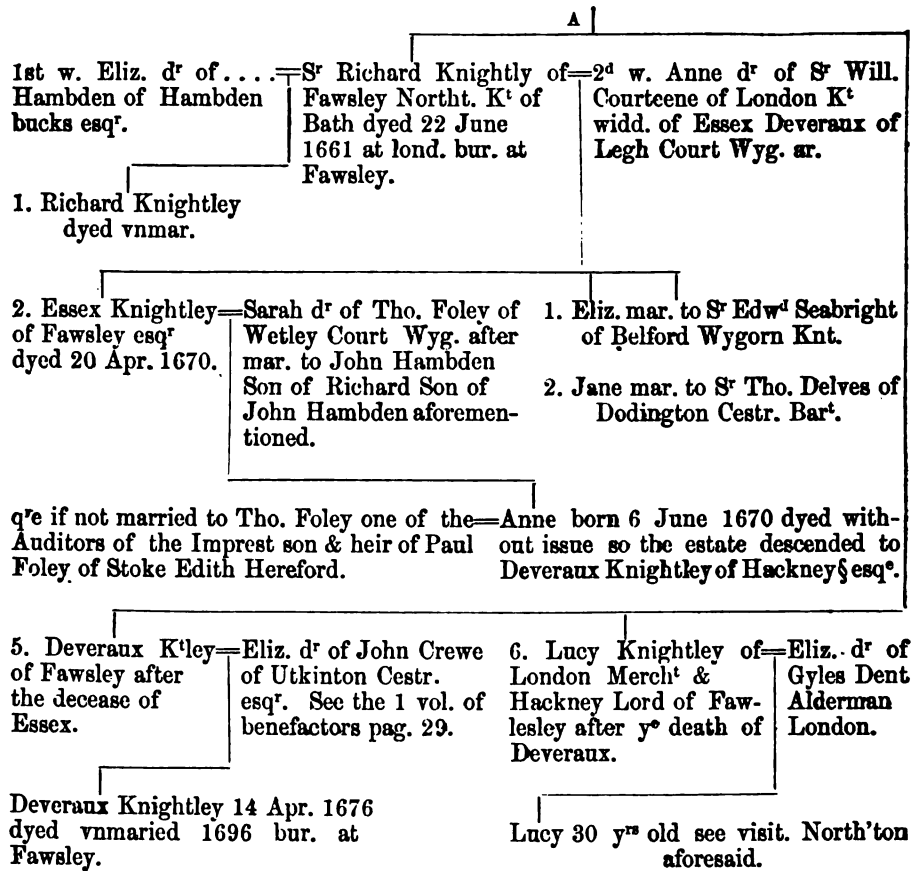 A
1st w. Eliz. dʳ of . . . .
Hambden of Hambden
bucks esqʳ.
Sʳ Richard Knightly of
Fawsley Northt. Kᵗ of
Bath dyed 22 June
1661 at lond. bur. at
Fawsley.
2ᵈ w. Anne dʳ of Sʳ Will.
Courteene of London Kᵗ
widd. of Essex Deveraux of
Legh Court Wyg. ar.
1. Richard Knightley
dyed vnmar.
2. Essex Knightley
of Fawsley esqʳ
dyed 20 Apr. 1670.
Sarah dʳ of Tho. Foley of
Wetley Court Wyg. after
mar. to John Hambden
Son of Richard Son of
John Hambden aforemen-
tioned.
1. Eliz. mar. to Sʳ Edwᵈ Seabright
of Belford Wygorn Knt.
2. Jane mar. to Sʳ Tho. Delves of
Dodington Cestr. Barᵗ.
qʳe if not married to Tho. Foley one of the
Auditors of the Imprest son & heir of Paul
Foley of Stoke Edith Hereford.
Anne born 6 June 1670 dyed with-
out issue so the estate descended to
Deveraux Knightley of Hackney§ esqᵉ.
5. Deveraux Kᵗley
of Fawsley after
the decease of
Essex.
Eliz. dʳ of John Crewe
of Utkinton Cestr.
esqʳ. See the 1 vol. of
benefactors pag. 29.
6. Lucy Knightley of
London Merchᵗ &
Hackney Lord of Faw-
lesley after yᵉ death of
Deveraux.
Eliz. dʳ of
Gyles Dent
Alderman
London.
Deveraux Knightley 14 Apr. 1676
dyed vnmaried 1696 bur. at
Fawsley.
Lucy 30 yʳˢ old see visit. North'ton
aforesaid.